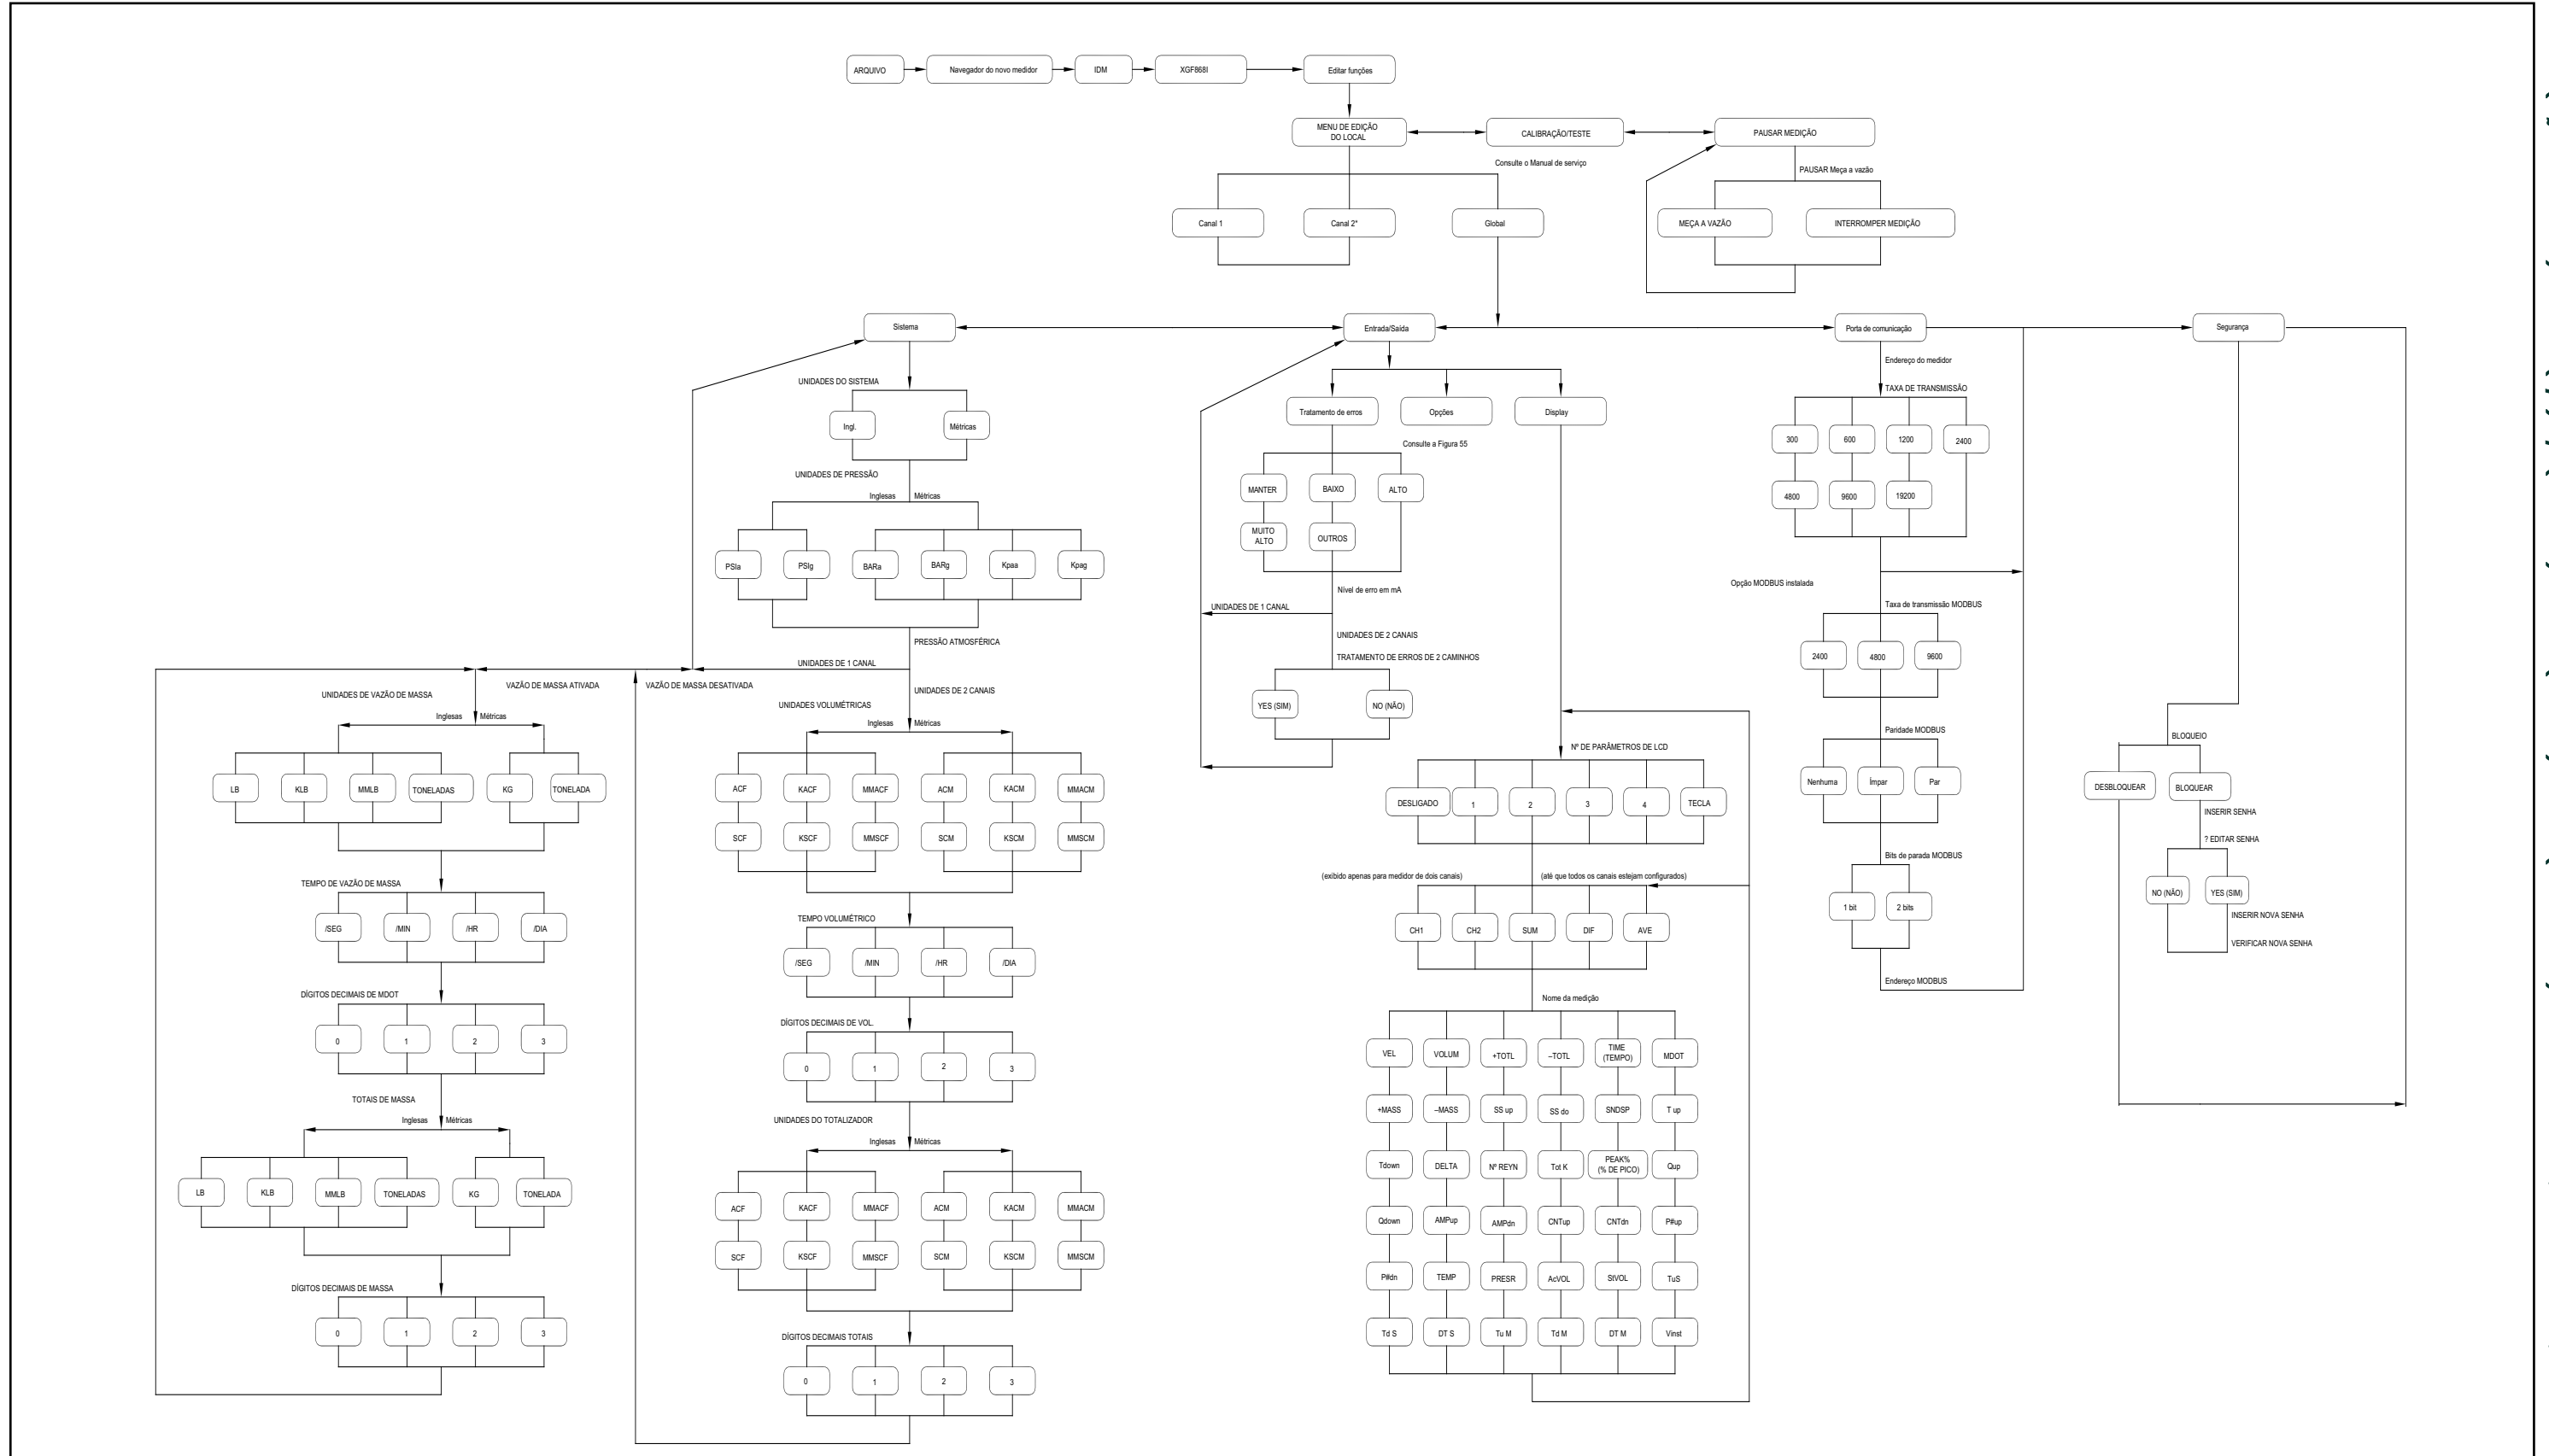 ARQUIVO
Navegador do novo medidor
IDM
XGF868I
Editar funções
MENU DE EDIÇÃO
DO LOCAL
CALIBRAÇÃO/TESTE
PAUSAR MEDIÇÃO
Consulte o Manual de serviço
PAUSAR Meça a vazão
Canal 1
Canal 2*
Global
MEÇA A VAZÃO
INTERROMPER MEDIÇÃO
Sistema
Entrada/Saída
Porta de comunicação
Segurança
UNIDADES DO SISTEMA
Ingl.
Métricas
UNIDADES DE PRESSÃO
Inglesas
Métricas
PSIa
PSIg
BARa
BARg
Kpaa
Kpag
PRESSÃO ATMOSFÉRICA
UNIDADES DE 1 CANAL
VAZÃO DE MASSA ATIVADA
VAZÃO DE MASSA DESATIVADA
UNIDADES DE 2 CANAIS
UNIDADES DE VAZÃO DE MASSA
Inglesas
Métricas
LB
KLB
MMLB
TONELADAS
KG
TONELADA
TEMPO DE VAZÃO DE MASSA
/SEG
/MIN
/HR
/DIA
DÍGITOS DECIMAIS DE MDOT
0
1
2
3
TOTAIS DE MASSA
Inglesas
Métricas
LB
KLB
MMLB
TONELADAS
KG
TONELADA
DÍGITOS DECIMAIS DE MASSA
0
1
2
3
UNIDADES VOLUMÉTRICAS
Inglesas
Métricas
ACF
KACF
MMACF
ACM
KACM
MMACM
SCF
KSCF
MMSCF
SCM
KSCM
MMSCM
TEMPO VOLUMÉTRICO
/SEG
/MIN
/HR
/DIA
DÍGITOS DECIMAIS DE VOL.
0
1
2
3
UNIDADES DO TOTALIZADOR
Inglesas
Métricas
ACF
KACF
MMACF
ACM
KACM
MMACM
SCF
KSCF
MMSCF
SCM
KSCM
MMSCM
DÍGITOS DECIMAIS TOTAIS
0
1
2
3
Tratamento de erros
Opções
Display
Consulte a Figura 55
MANTER
BAIXO
ALTO
MUITO
ALTO
OUTROS
Nível de erro em mA
UNIDADES DE 1 CANAL
UNIDADES DE 2 CANAIS
TRATAMENTO DE ERROS DE 2 CAMINHOS
YES (SIM)
NO (NÃO)
Nº DE PARÂMETROS DE LCD
DESLIGADO
1
2
3
4
TECLA
(exibido apenas para medidor de dois canais)
(até que todos os canais estejam configurados)
CH1
CH2
SUM
DIF
AVE
Nome da medição
VEL
VOLUM
+TOTL
–TOTL
TIME
(TEMPO)
MDOT
+MASS
–MASS
SS up
SS do
SNDSP
T up
Tdown
DELTA
Nº REYN
Tot K
PEAK%
(% DE PICO)
Qup
Qdown
AMPup
AMPdn
CNTup
CNTdn
P#up
P#dn
TEMP
PRESR
AcVOL
StVOL
TuS
Td S
DT S
Tu M
Td M
DT M
Vinst
Endereço do medidor
TAXA DE TRANSMISSÃO
300
600
1200
2400
4800
9600
19200
Opção MODBUS instalada
Taxa de transmissão MODBUS
2400
4800
9600
Paridade MODBUS
Nenhuma
Ímpar
Par
Bits de parada MODBUS
1 bit
2 bits
Endereço MODBUS
BLOQUEIO
DESBLOQUEAR
BLOQUEAR
INSERIR SENHA
? EDITAR SENHA
NO (NÃO)
YES (SIM)
INSERIR NOVA SENHA
VERIFICAR NOVA SENHA